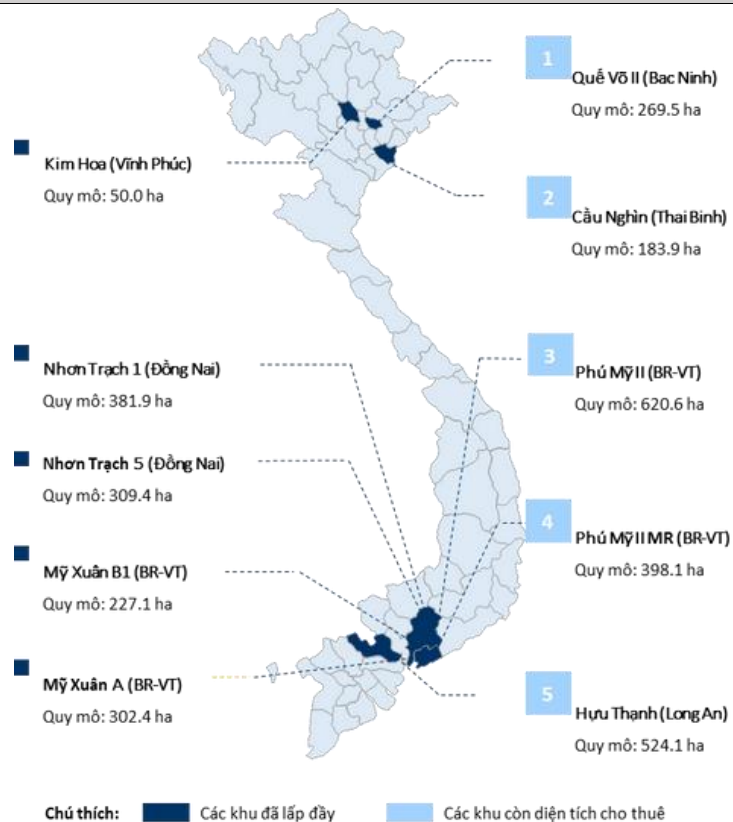 1
Quế Võ II (Bac Ninh)
Quy mô: 269.5 ha
Kim Hoa (Vĩnh Phúc)
Quy mô: 50.0 ha
2
Cầu Nghìn (Thai Binh)
Quy mô: 183.9 ha
Nhơn Trạch 1 (Đồng Nai)
Quy mô: 381.9 ha
3
Phú Mỹ II (BR-VT)
Quy mô: 620.6 ha
Nhơn Trạch 5 (Đồng Nai)
Quy mô: 309.4 ha
4
Phú Mỹ II MR (BR-VT)
Quy mô: 398.1 ha
Mỹ Xuân B1 (BR-VT)
Quy mô: 227.1 ha
Mỹ Xuân A (BR-VT)
Quy mô: 302.4 ha
5
Hựu Thạnh (Long An)
Quy mô: 524.1 ha
Chú thích: Các khu đã lấp đầy Các khu còn diện tích cho thuê